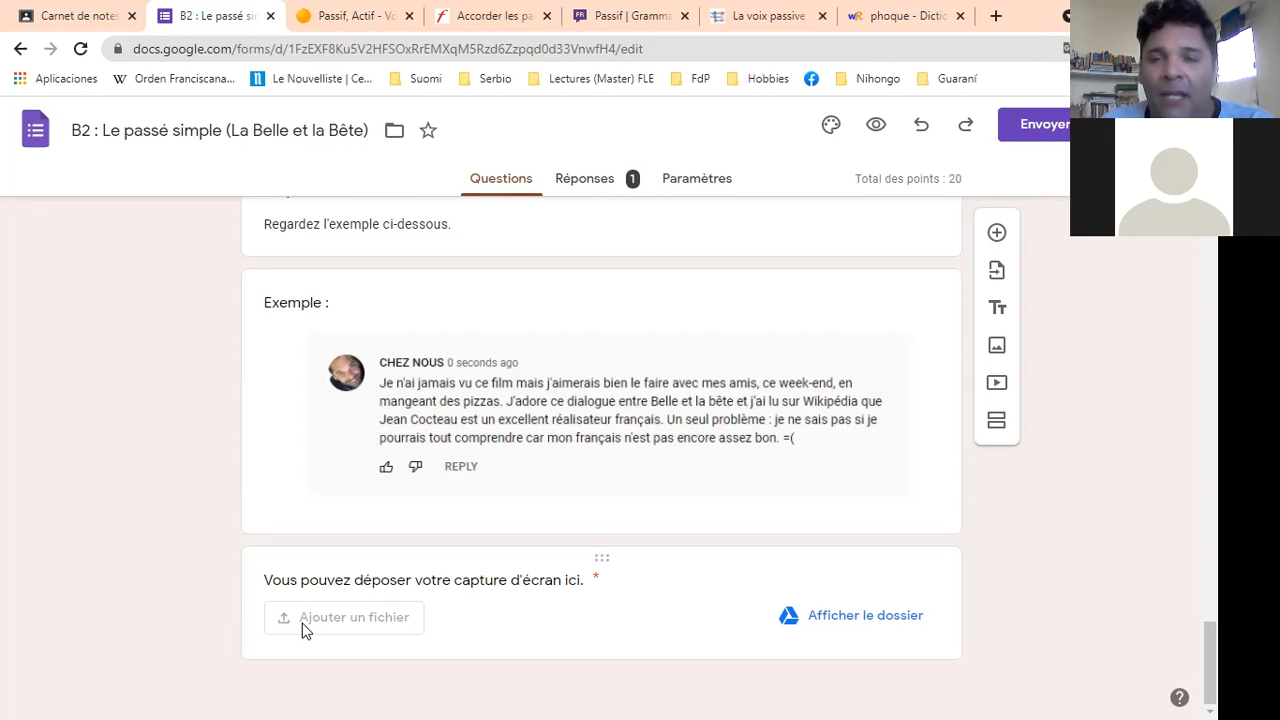 Carnet de notes
B2 : Le passé sim
Passif, Actif - Vo
Accorder les pa
Passif | Gramma
La voix passive
phoque - Dictic
docs.google.com/forms/d/1FzEXF8Ku5V2HFSOxRrEMXqM5Rzd6Zzpqd0d33VnwfH4/edit
Aplicaciones
Orden Franciscana...
Le Nouvelliste | Ce...
Suomi
Serbio
Lectures (Master) FLE
FdP
Hobbies
Nihongo
Guaraní
B2 : Le passé simple (La Belle et la Bête)
Envoyer
Questions
Réponses 1
Paramètres
Total des points : 20
Regardez l'exemple ci-dessous.
Exemple :
CHEZ NOUS 0 seconds ago
Je n'ai jamais vu ce film mais j'aimerais bien le faire avec mes amis, ce week-end, en
mangeant des pizzas. J'adore ce dialogue entre Belle et la bête et j'ai lu sur Wikipédia que
Jean Cocteau est un excellent réalisateur français. Un seul problème : je ne sais pas si je
pourrais tout comprendre car mon français n'est pas encore assez bon. =(
REPLY
Vous pouvez déposer votre capture d'écran ici. *
Ajouter un fichier
Afficher le dossier